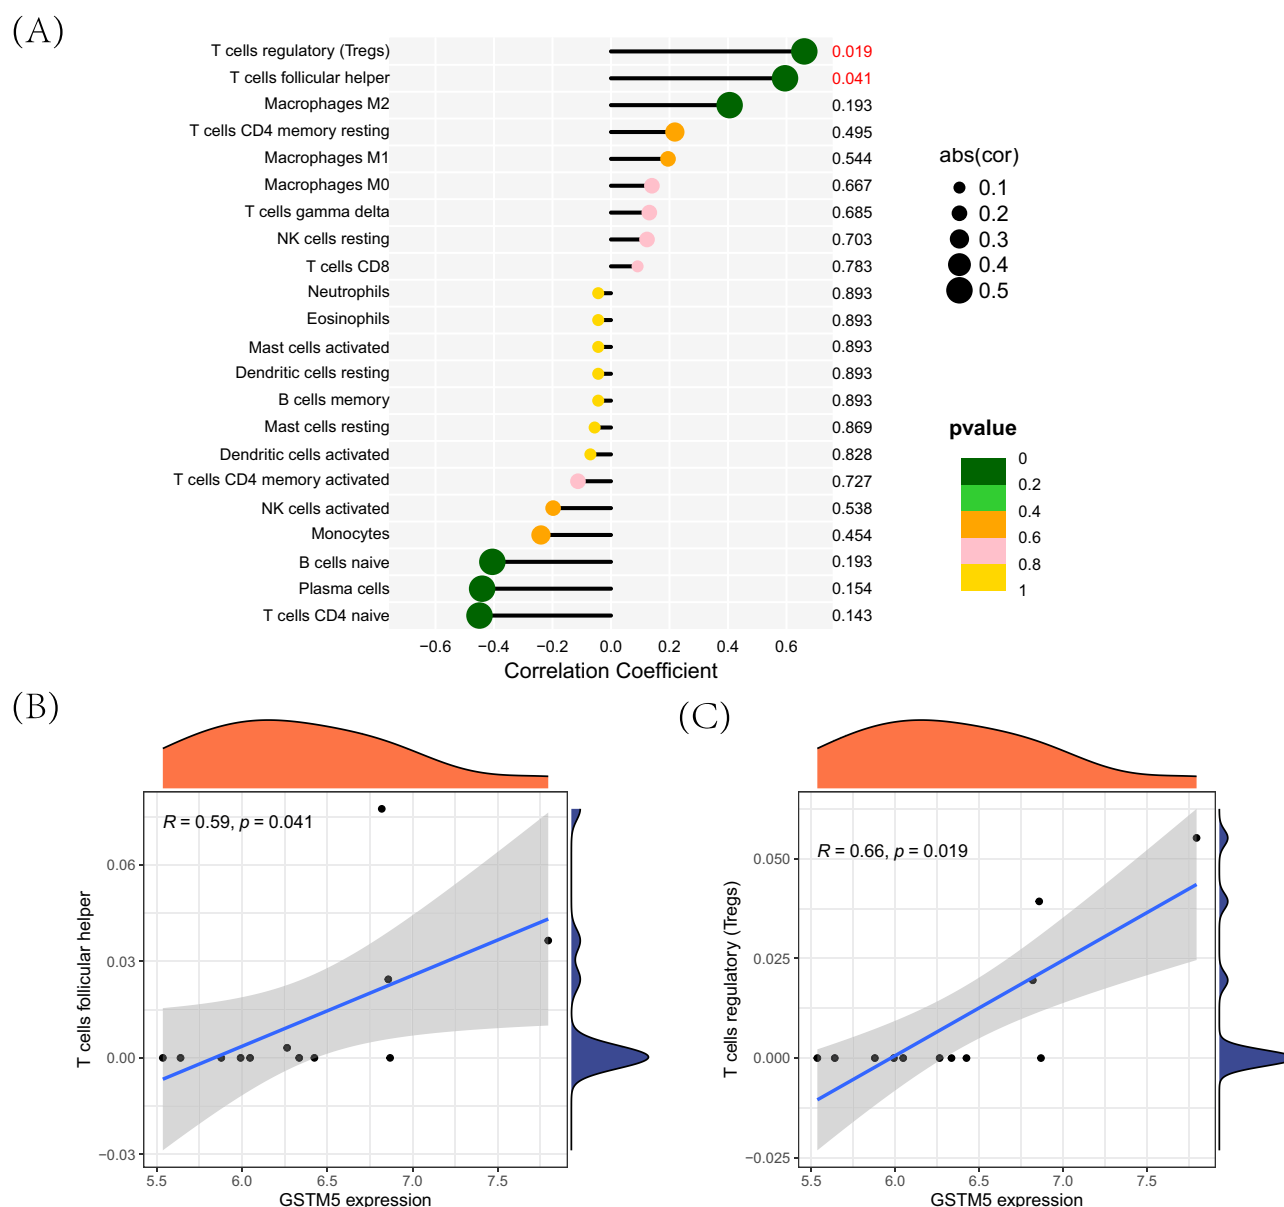 (A)
T cells regulatory (Tregs) 0.019
T cells follicular helper 0.041
Macrophages M2 0.193
T cells CD4 memory resting 0.495
Macrophages M1 0.544
Macrophages M0 0.667
T cells gamma delta 0.685
NK cells resting 0.703
T cells CD8 0.783
Neutrophils 0.893
Eosinophils 0.893
Mast cells activated 0.893
Dendritic cells resting 0.893
B cells memory 0.893
Mast cells resting 0.869
Dendritic cells activated 0.828
T cells CD4 memory activated 0.727
NK cells activated 0.538
Monocytes 0.454
B cells naive 0.193
Plasma cells 0.154
T cells CD4 naive 0.143
−0.6 −0.4 −0.2 0.0 0.2 0.4 0.6
Correlation Coefficient
abs(cor)
0.1
0.2
0.3
0.4
0.5
pvalue
0
0.2
0.4
0.6
0.8
1
(B)
R = 0.59, p = 0.041
T cells follicular helper
0.06
0.03
0.00
−0.03
5.5 6.0 6.5 7.0 7.5
GSTM5 expression
(C)
R = 0.66, p = 0.019
T cells regulatory (Tregs)
0.050
0.025
0.000
−0.025
5.5 6.0 6.5 7.0 7.5
GSTM5 expression